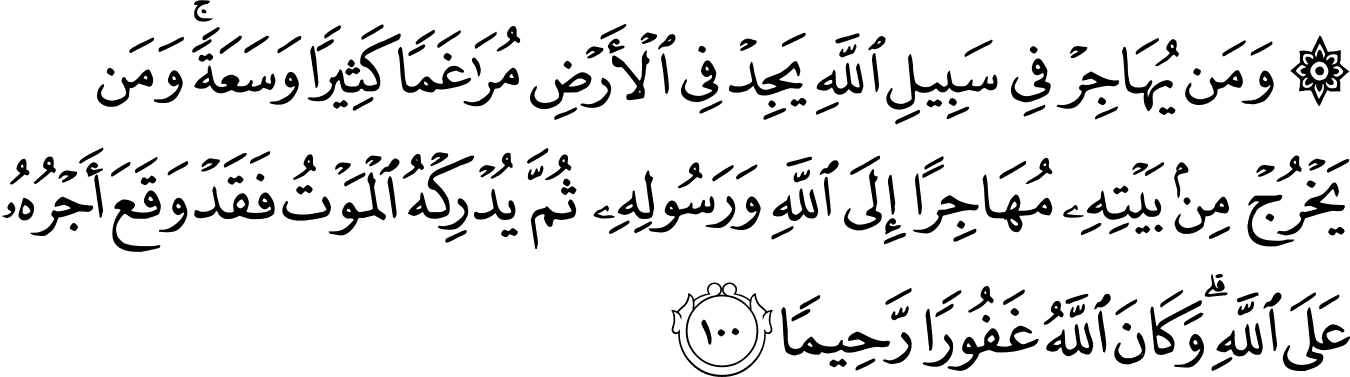 ۞ وَمَن يُهَاجِرْ فِي سَبِيلِ ٱللَّهِ يَجِدْ فِي ٱلْأَرْضِ مُرَٰغَمًا كَثِيرًا وَسَعَةً ۚ وَمَن
يَخْرُجْ مِنۢ بَيْتِهِۦ مُهَاجِرًا إِلَى ٱللَّهِ وَرَسُولِهِۦ ثُمَّ يُدْرِكْهُ ٱلْمَوْتُ فَقَدْ وَقَعَ أَجْرُهُۥ
عَلَى ٱللَّهِ ۗ وَكَانَ ٱللَّهُ غَفُورًا رَّحِيمًا ١٠٠